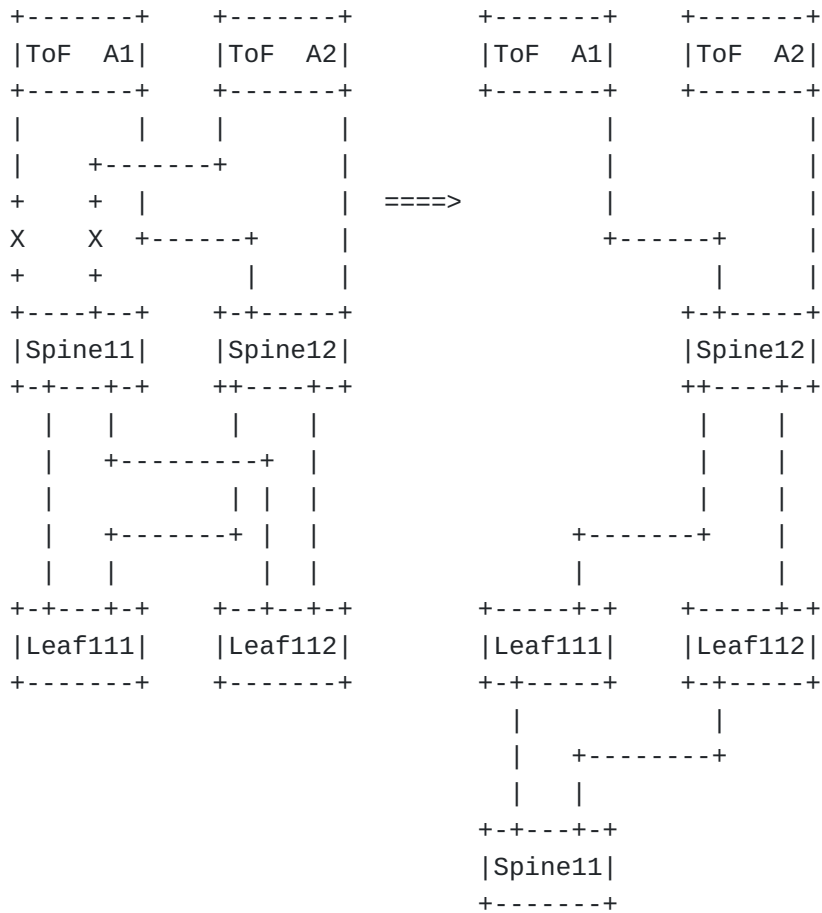 ToF A1 ToF A2 ToF A1 ToF A2
X X ====>
Spine11 Spine12 Spine12
Leaf111 Leaf112 Leaf111 Leaf112
Spine11